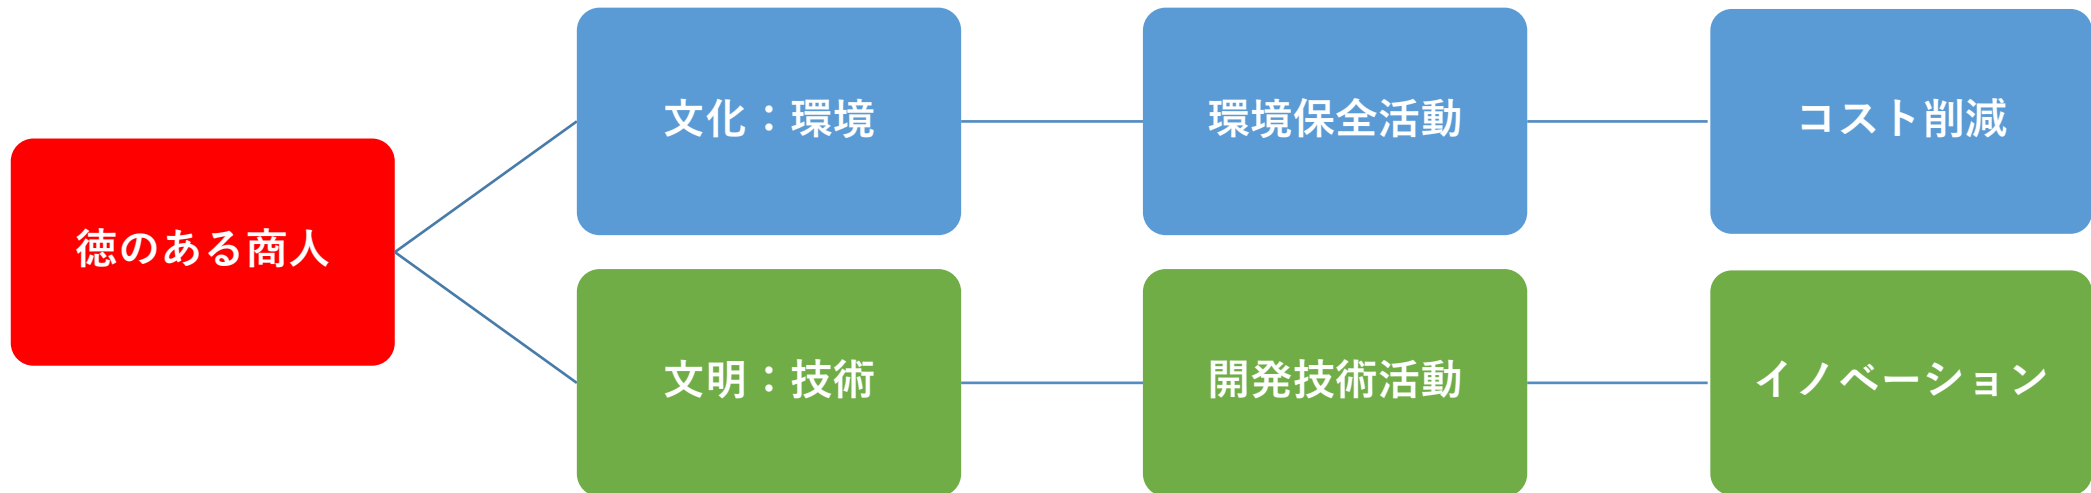 徳のある商人
文化：環境
環境保全活動
コスト削減
文明：技術
開発技術活動
イノベーション